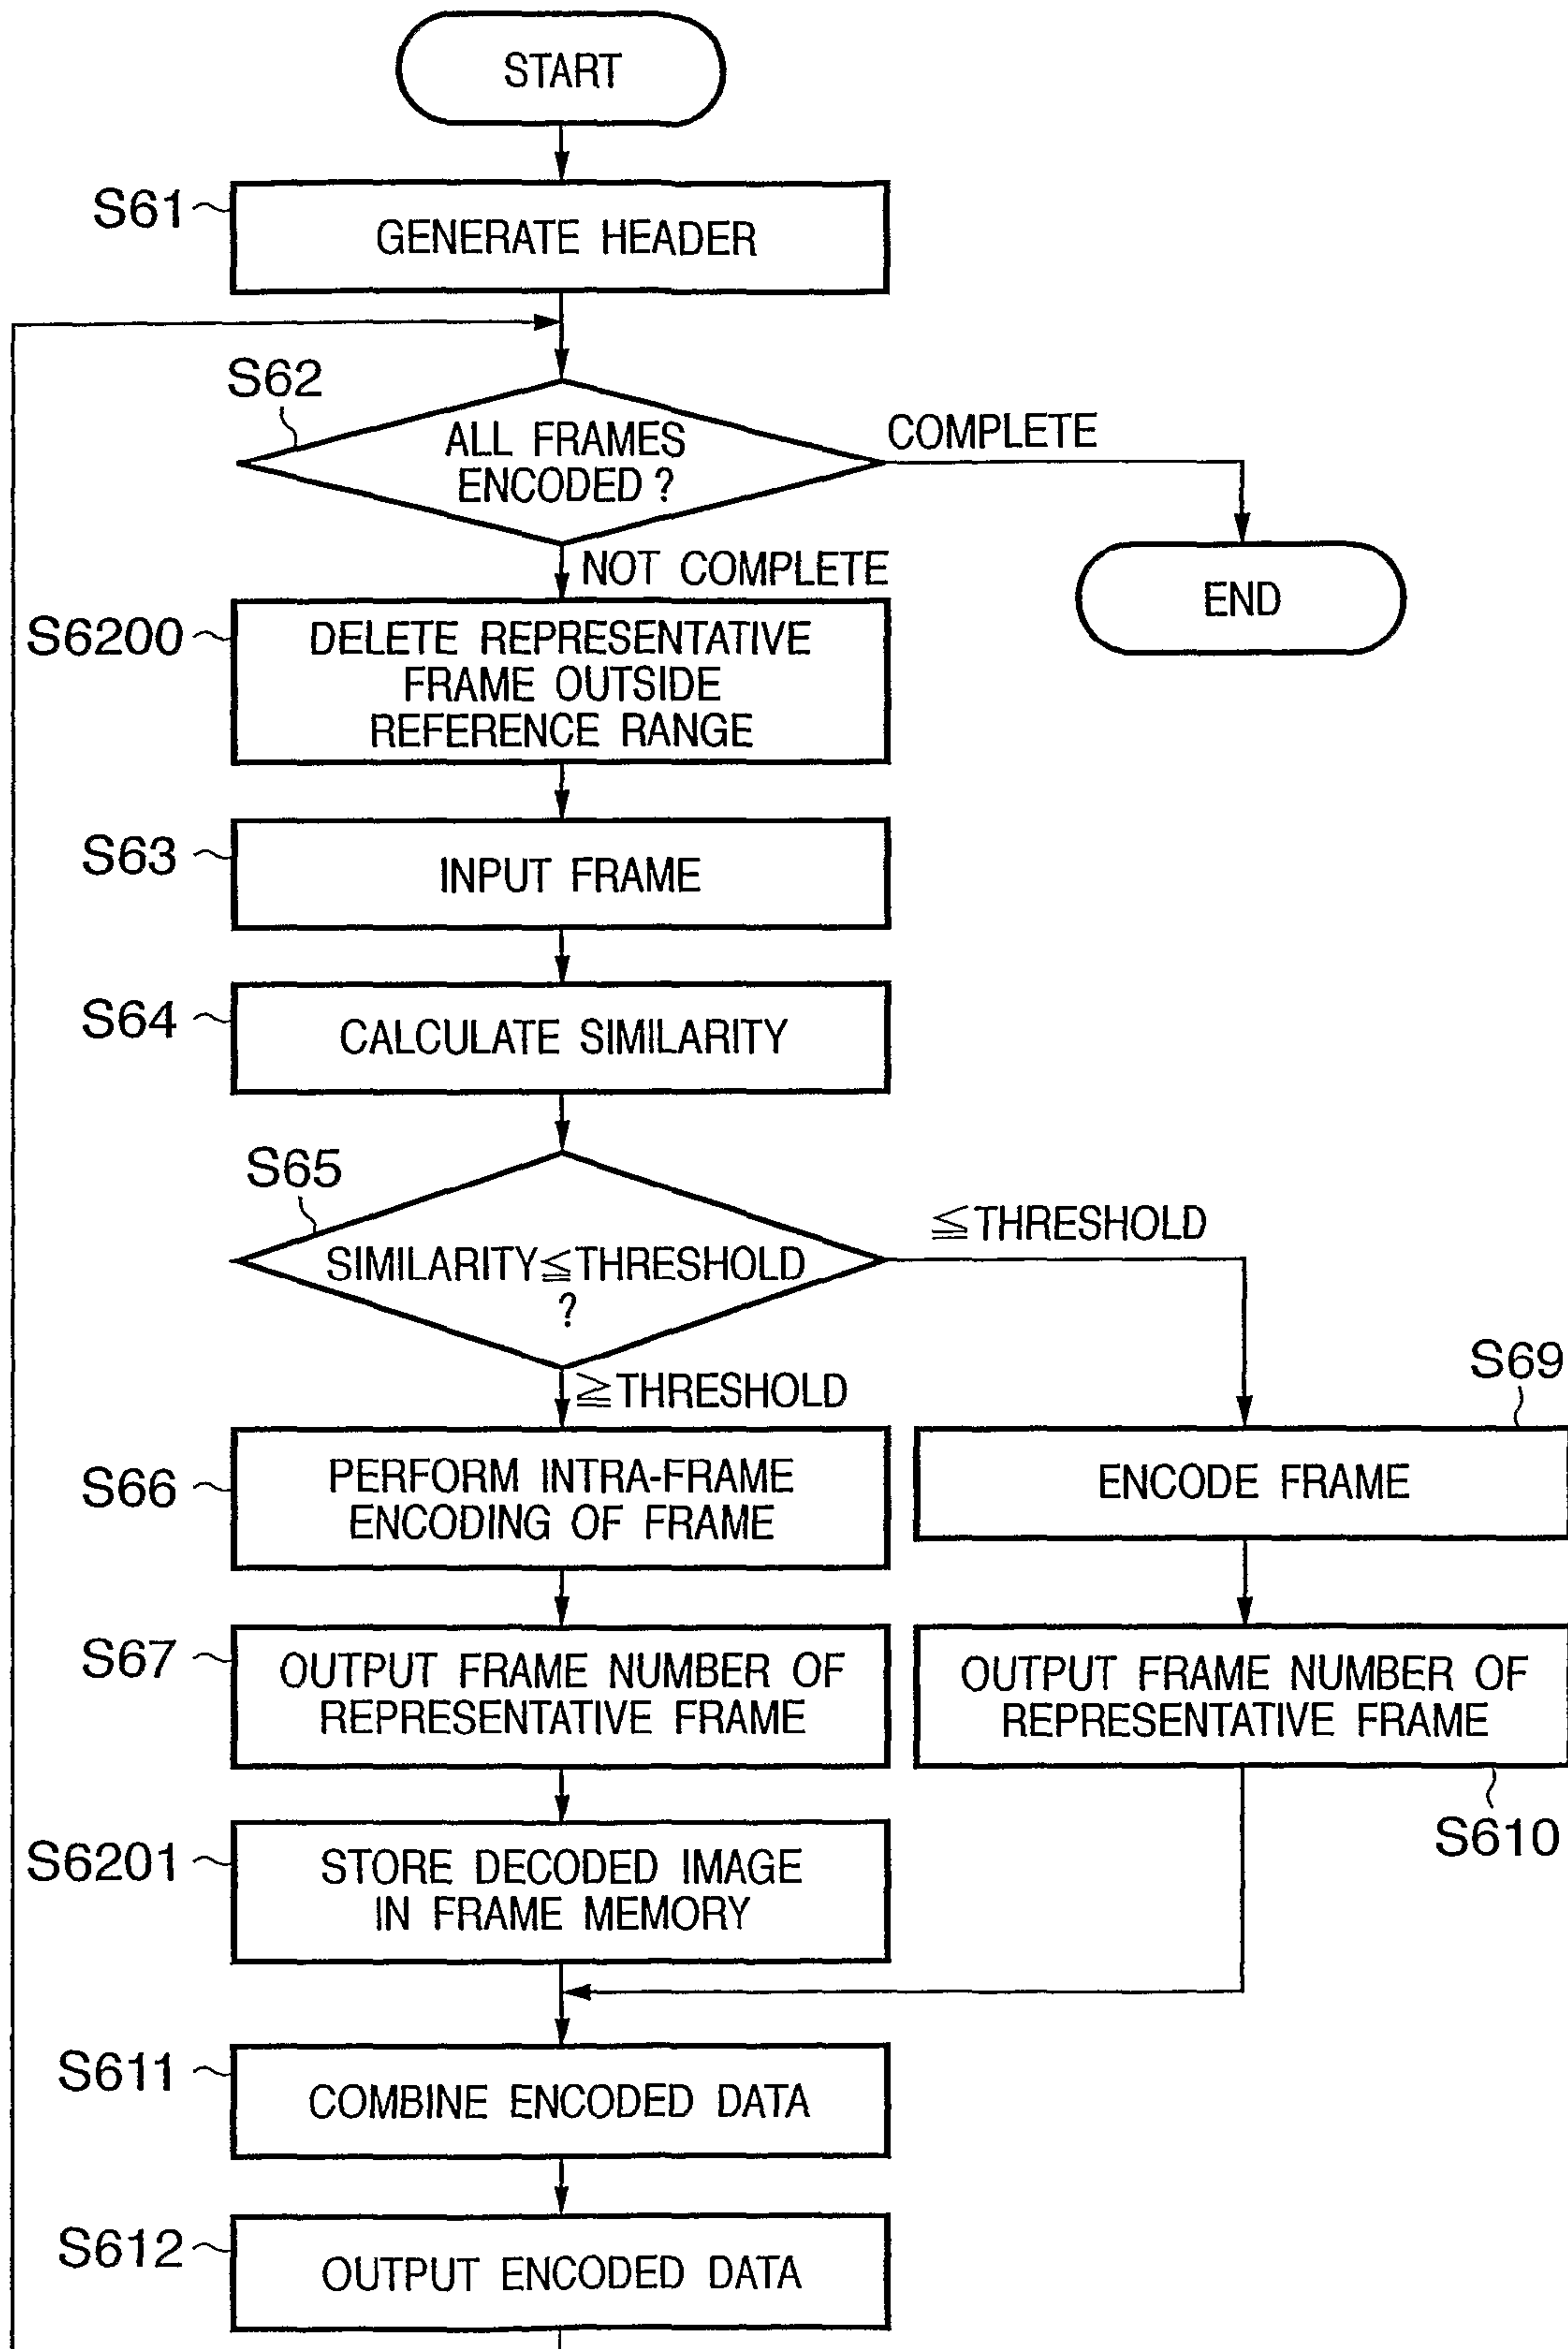 START
S61
GENERATE HEADER
S62
ALL FRAMES
ENCODED ?
COMPLETE
NOT COMPLETE
END
S6200
DELETE REPRESENTATIVE
FRAME OUTSIDE
REFERENCE RANGE
S63
INPUT FRAME
S64
CALCULATE SIMILARITY
S65
SIMILARITY≦THRESHOLD
?
≦THRESHOLD
≧THRESHOLD
S66
PERFORM INTRA-FRAME
ENCODING OF FRAME
S69
ENCODE FRAME
S67
OUTPUT FRAME NUMBER OF
REPRESENTATIVE FRAME
OUTPUT FRAME NUMBER OF
REPRESENTATIVE FRAME
S610
S6201
STORE DECODED IMAGE
IN FRAME MEMORY
S611
COMBINE ENCODED DATA
S612
OUTPUT ENCODED DATA